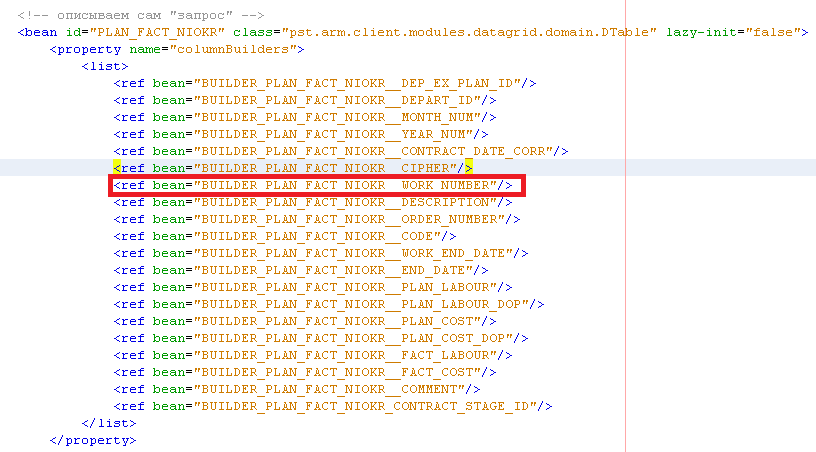 <!-- описываем сам "запрос" -->
<bean id="PLAN_FACT_NIOKR" class="pst.arm.client.modules.datagrid.domain.DTable" lazy-init="false">
<property name="columnBuilders">
<list>
<ref bean="BUILDER_PLAN_FACT_NIOKR__DEP_EX_PLAN_ID"/>
<ref bean="BUILDER_PLAN_FACT_NIOKR__DEPART_ID"/>
<ref bean="BUILDER_PLAN_FACT_NIOKR__MONTH_NUM"/>
<ref bean="BUILDER_PLAN_FACT_NIOKR__YEAR_NUM"/>
<ref bean="BUILDER_PLAN_FACT_NIOKR__CONTRACT_DATE_CORR"/>
<ref bean="BUILDER_PLAN_FACT_NIOKR__CIPHER"/>
<ref bean="BUILDER_PLAN_FACT_NIOKR__WORK_NUMBER"/>
<ref bean="BUILDER_PLAN_FACT_NIOKR__DESCRIPTION"/>
<ref bean="BUILDER_PLAN_FACT_NIOKR__ORDER_NUMBER"/>
<ref bean="BUILDER_PLAN_FACT_NIOKR__CODE"/>
<ref bean="BUILDER_PLAN_FACT_NIOKR__WORK_END_DATE"/>
<ref bean="BUILDER_PLAN_FACT_NIOKR__END_DATE"/>
<ref bean="BUILDER_PLAN_FACT_NIOKR__PLAN_LABOUR"/>
<ref bean="BUILDER_PLAN_FACT_NIOKR__PLAN_LABOUR_DOP"/>
<ref bean="BUILDER_PLAN_FACT_NIOKR__PLAN_COST"/>
<ref bean="BUILDER_PLAN_FACT_NIOKR__PLAN_COST_DOP"/>
<ref bean="BUILDER_PLAN_FACT_NIOKR__FACT_LABOUR"/>
<ref bean="BUILDER_PLAN_FACT_NIOKR__FACT_COST"/>
<ref bean="BUILDER_PLAN_FACT_NIOKR__COMMENT"/>
<ref bean="BUILDER_PLAN_FACT_NIOKR_CONTRACT_STAGE_ID"/>
</list>
</property>